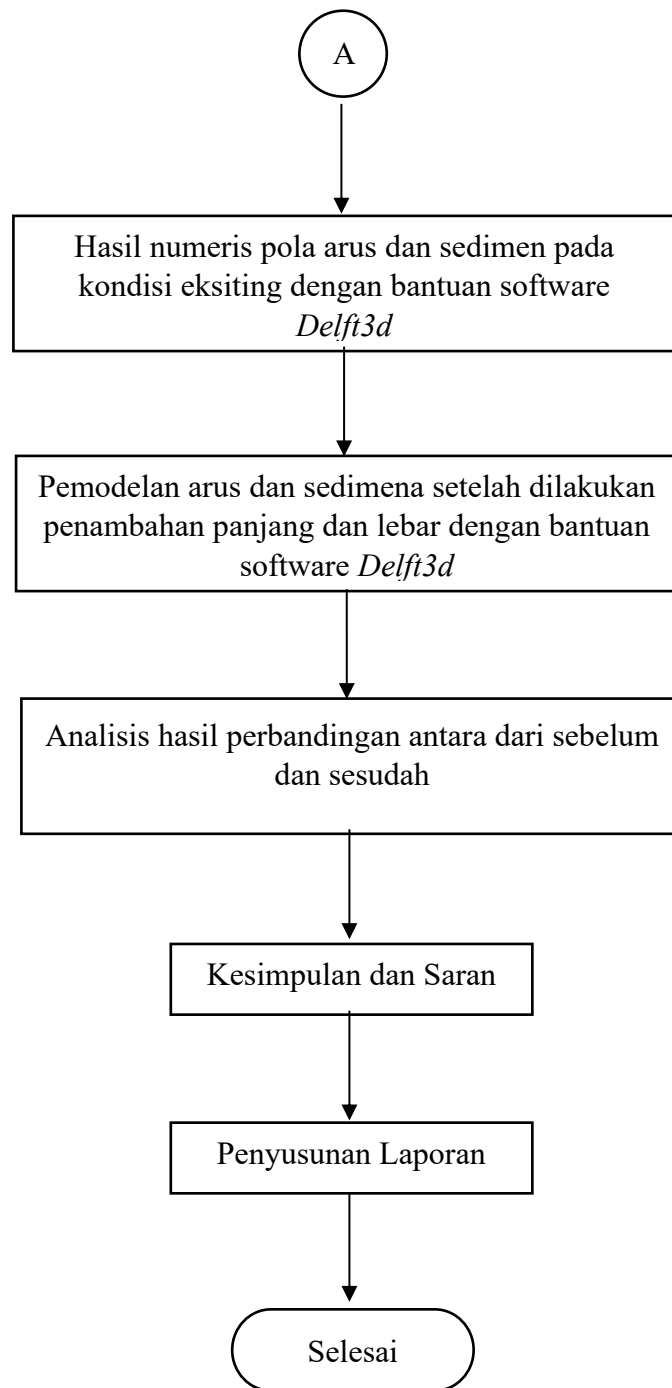 A
Hasil numeris pola arus dan sedimen pada
kondisi eksiting dengan bantuan software
Delft3d
Pemodelan arus dan sedimena setelah dilakukan
penambahan panjang dan lebar dengan bantuan
software Delft3d
Analisis hasil perbandingan antara dari sebelum
dan sesudah
Kesimpulan dan Saran
Penyusunan Laporan
Selesai